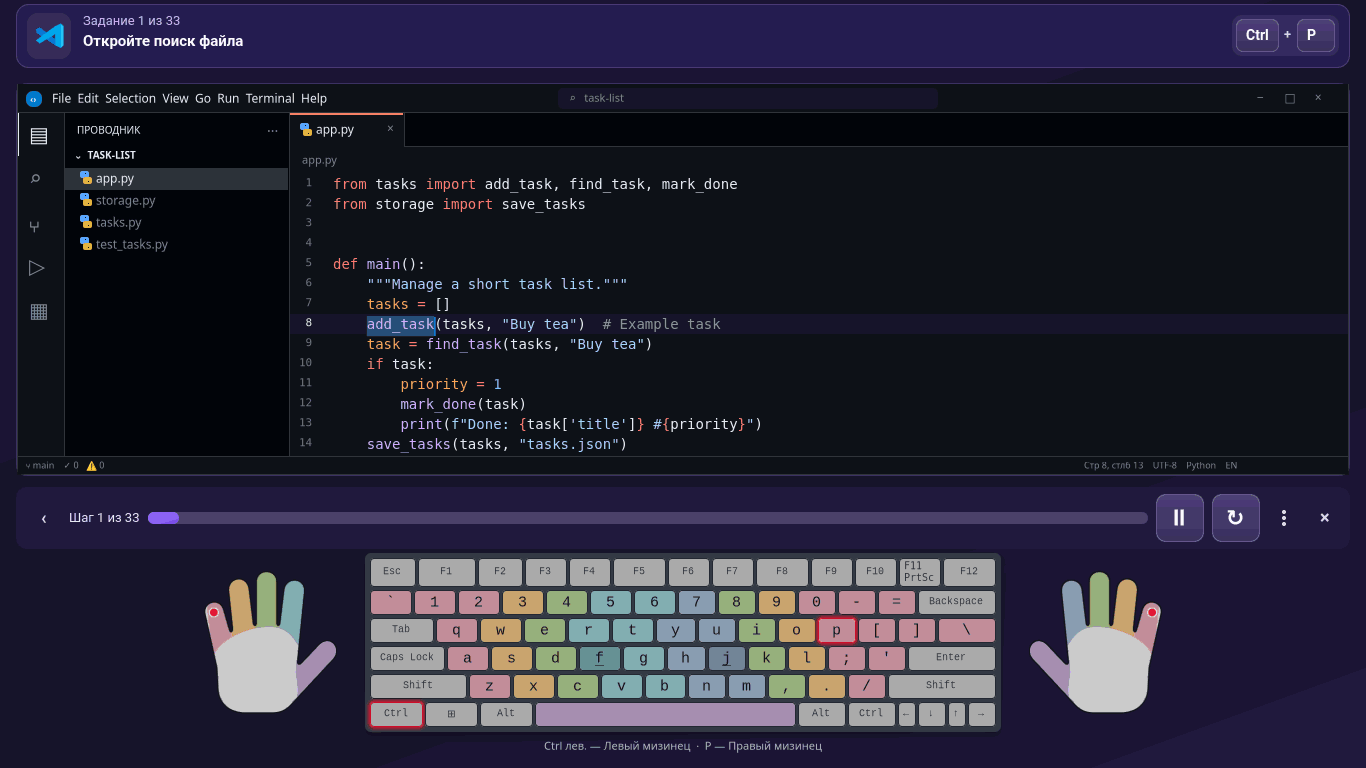 Задание 1 из 33
Откройте поиск файла
Ctrl + P
File Edit Selection View Go Run Terminal Help
task-list
ПРОВОДНИК
TASK-LIST
app.py
storage.py
tasks.py
test_tasks.py
app.py
app.py
1 from tasks import add_task, find_task, mark_done
2 from storage import save_tasks
3
4
5 def main():
6 """Manage a short task list."""
7 tasks = []
8 add_task(tasks, "Buy tea")  # Example task
9 task = find_task(tasks, "Buy tea")
10 if task:
11 priority = 1
12 mark_done(task)
13 print(f"Done: {task['title']} #{priority}")
14 save_tasks(tasks, "tasks.json")
main ✓ 0 ⚠ 0
Стр 8, стлб 13 UTF-8 Python EN
Шаг 1 из 33
Esc F1 F2 F3 F4 F5 F6 F7 F8 F9 F10 F11 PrtSc F12
` 1 2 3 4 5 6 7 8 9 0 - = Backspace
Tab q w e r t y u i o p [ ] \
Caps Lock a s d f g h j k l ; ' Enter
Shift z x c v b n m , . / Shift
Ctrl ⊞ Alt Alt Ctrl ← ↓ ↑ →
Ctrl лев. — Левый мизинец · P — Правый мизинец